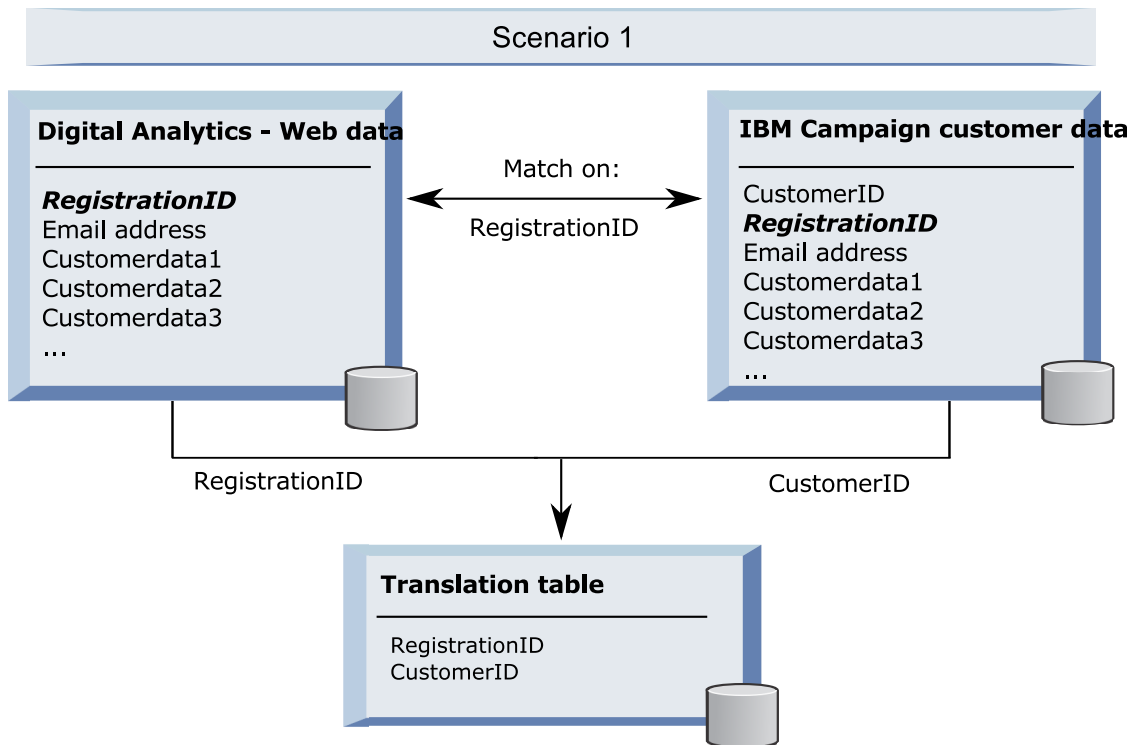 Scenario 1
Digital Analytics - Web data
RegistrationID
Email address
Customerdata1
Customerdata2
Customerdata3
...
Match on:
RegistrationID
IBM Campaign customer data
CustomerID
RegistrationID
Email address
Customerdata1
Customerdata2
Customerdata3
...
RegistrationID
CustomerID
Translation table
RegistrationID
CustomerID